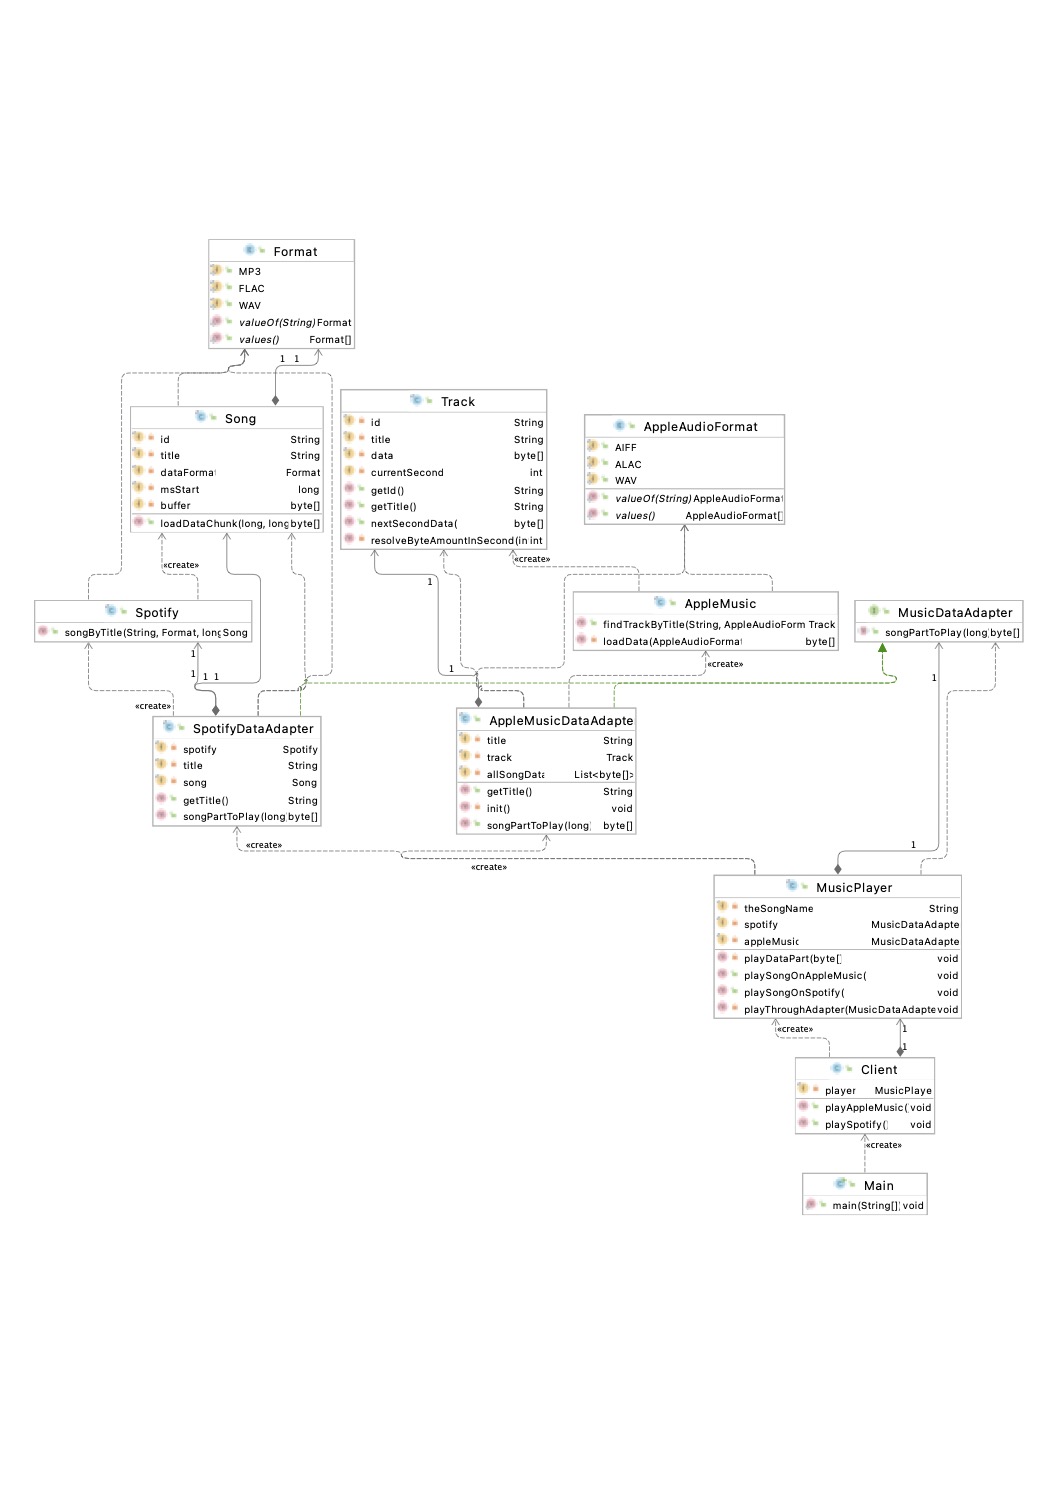 Format
MP3
FLAC
WAV
valueOf(String) Format
values() Format[]
1 1
Song
id String
title String
dataForma Format
msStart long
buffer byte[]
loadDataChunk(long, long byte[]
Track
id String
title String
data byte[]
currentSecond int
getId() String
getTitle() String
nextSecondData( byte[]
resolveByteAmountInSecond(in int
AppleAudioFormat
AIFF
ALAC
WAV
valueOf(String) AppleAudioForma
values() AppleAudioFormat[]
«create»
«create»
1
Spotify
songByTitle(String, Format, long Song
AppleMusic
findTrackByTitle(String, AppleAudioForm Track
loadData(AppleAudioForma byte[]
MusicDataAdapter
songPartToPlay(long byte[]
1
1 1 1
1
«create»
1
«create»
SpotifyDataAdapter
spotify Spotify
title String
song Song
getTitle() String
songPartToPlay(long byte[]
AppleMusicDataAdapte
title String
track Track
allSongData List<byte[]>
getTitle() String
init() void
songPartToPlay(long) byte[]
«create»
«create»
1
MusicPlayer
theSongName String
spotify MusicDataAdapte
appleMusic MusicDataAdapte
playDataPart(byte[] void
playSongOnAppleMusic( void
playSongOnSpotify( void
playThroughAdapter(MusicDataAdapte void
«create»
1
1
Client
player MusicPlaye
playAppleMusic( void
playSpotify() void
«create»
Main
main(String[]) void